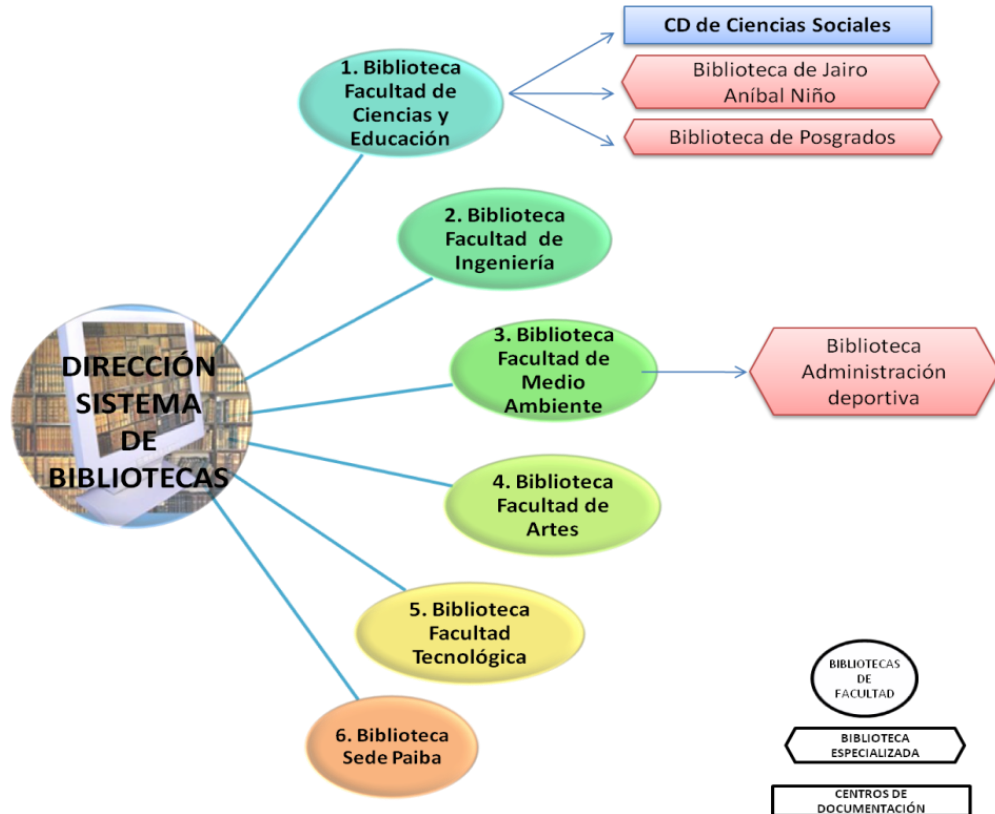 CD de Ciencias Sociales
1. Biblioteca
Facultad de
Ciencias y
Educación
Biblioteca de Jairo
Aníbal Niño
Biblioteca de Posgrados
2. Biblioteca
Facultad de
Ingeniería
DIRECCIÓN
SISTEMA
DE
BIBLIOTECAS
3. Biblioteca
Facultad de
Medio
Ambiente
Biblioteca
Administración
deportiva
4. Biblioteca
Facultad de
Artes
5. Biblioteca
Facultad
Tecnológica
6. Biblioteca
Sede Paiba
BIBLIOTECAS
DE
FACULTAD
BIBLIOTECA
ESPECIALIZADA
CENTROS DE
DOCUMENTACIÓN